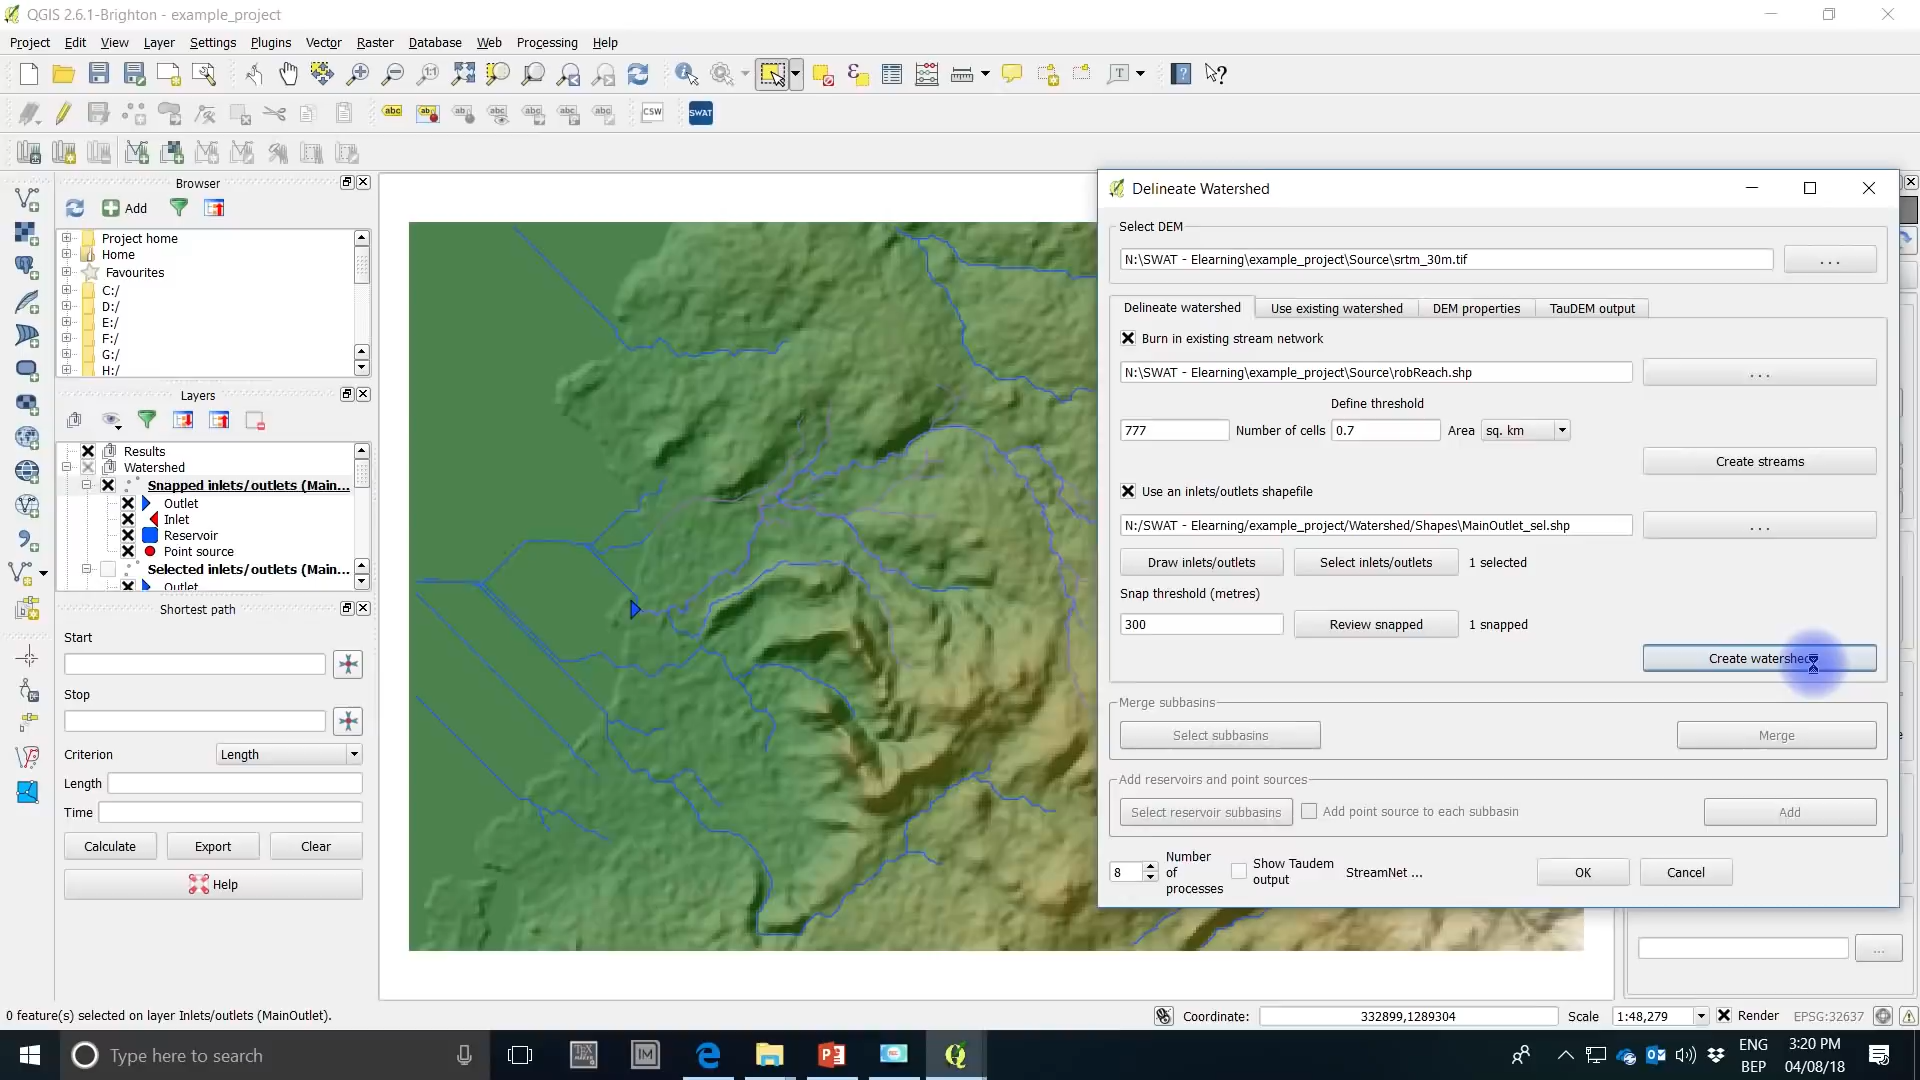 QGIS 2.6.1-Brighton - example_project
Project Edit View Layer Settings Plugins Vector Raster Database Web Processing Help
abc abc abc abc abc abc abc CSW SWAT
Browser
Add
Project home
Home
Favourites
C:/
D:/
E:/
F:/
G:/
H:/
Layers
Results
Watershed
Snapped inlets/outlets (Main...
Outlet
Inlet
Reservoir
Point source
Selected inlets/outlets (Main...
Outlet
Shortest path
Start
Stop
Criterion Length
Length
Time
Calculate Export Clear
Help
Delineate Watershed
Select DEM
N:\SWAT - Elearning\example_project\Source\srtm_30m.tif ...
Delineate watershed Use existing watershed DEM properties TauDEM output
Burn in existing stream network
N:\SWAT - Elearning\example_project\Source\robReach.shp ...
Define threshold
777 Number of cells 0.7 Area sq. km
Create streams
Use an inlets/outlets shapefile
N:/SWAT - Elearning/example_project/Watershed/Shapes\MainOutlet_sel.shp ...
Draw inlets/outlets Select inlets/outlets 1 selected
Snap threshold (metres)
300 Review snapped 1 snapped
Create watershed
Merge subbasins
Select subbasins Merge
Add reservoirs and point sources
Select reservoir subbasins Add point source to each subbasin Add
8 Number of processes Show Taudem output StreamNet ... OK Cancel
...
0 feature(s) selected on layer Inlets/outlets (MainOutlet).
Coordinate: 332899,1289304 Scale 1:48,279 Render EPSG:32637
Type here to search
ENG
BEP
3:20 PM
04/08/18